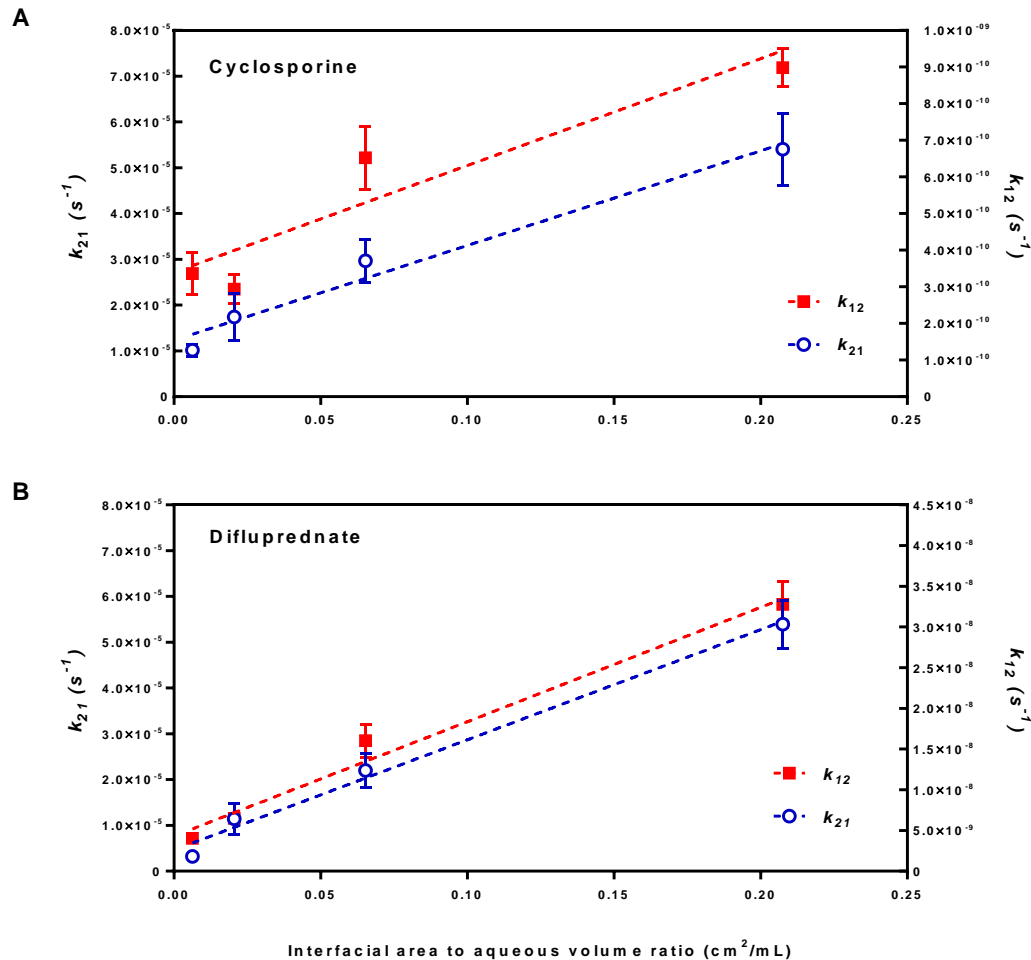 A
Cyclosporine
k21 (s-1)
8.0×10 -5
7.0×10 -5
6.0×10 -5
5.0×10 -5
4.0×10 -5
3.0×10 -5
2.0×10 -5
1.0×10 -5
0
k12 (s-1)
1.0×10 -09
9.0×10 -10
8.0×10 -10
7.0×10 -10
6.0×10 -10
5.0×10 -10
4.0×10 -10
3.0×10 -10
2.0×10 -10
1.0×10 -10
0
k12
k21
0.00 0.05 0.10 0.15 0.20 0.25
B
Difluprednate
k21 (s-1)
8.0×10 -5
7.0×10 -5
6.0×10 -5
5.0×10 -5
4.0×10 -5
3.0×10 -5
2.0×10 -5
1.0×10 -5
0
k12 (s-1)
4.5×10 -8
4.0×10 -8
3.5×10 -8
3.0×10 -8
2.5×10 -8
2.0×10 -8
1.5×10 -8
1.0×10 -8
5.0×10 -9
0
k12
k21
0.00 0.05 0.10 0.15 0.20 0.25
Interfacial area to aqueous volume ratio (cm2/mL)